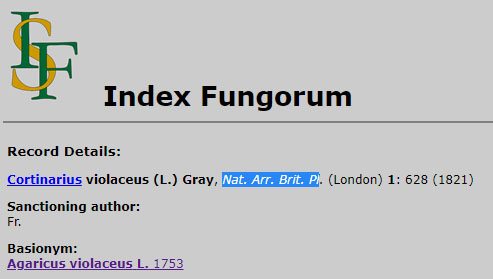 ISF
Index Fungorum
Record Details:
Cortinarius violaceus (L.) Gray, Nat. Arr. Brit. Pl. (London) 1: 628 (1821)
Sanctioning author:
Fr.
Basionym:
Agaricus violaceus L. 1753